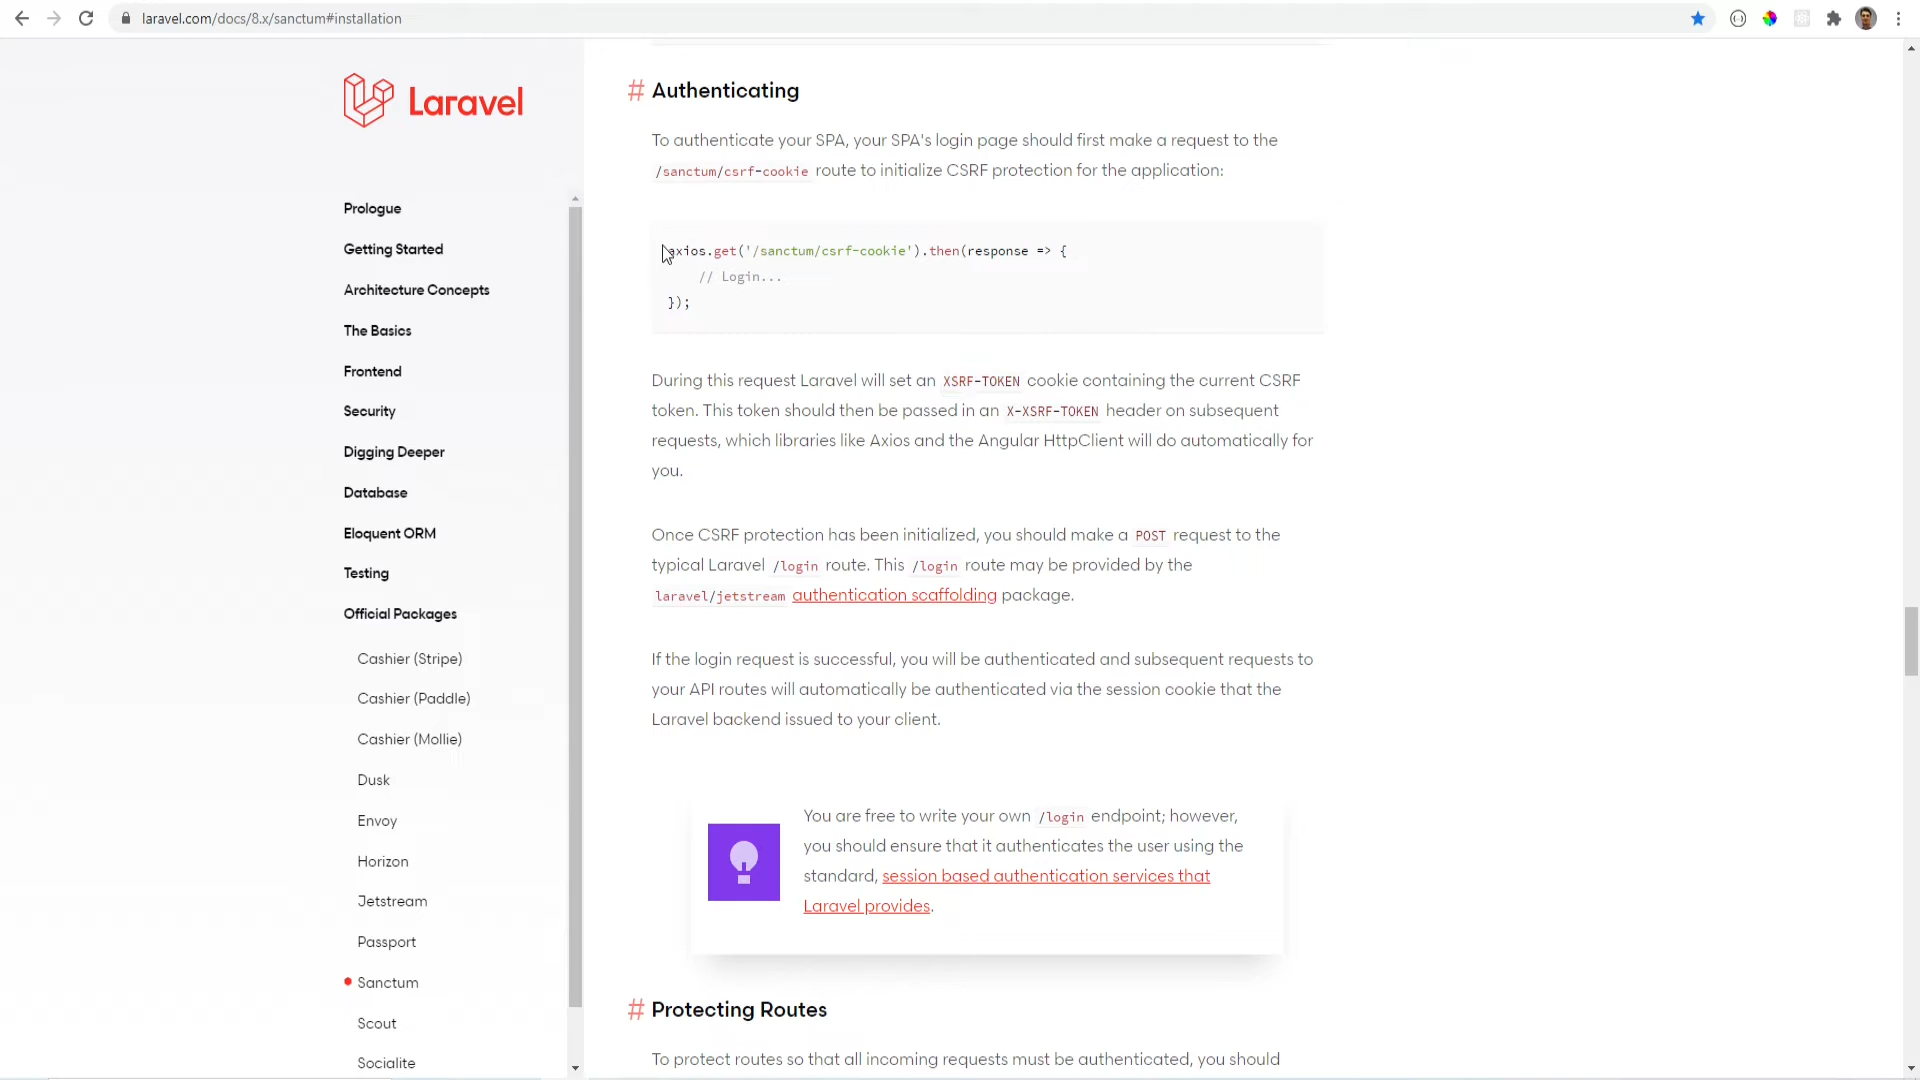 laravel.com/docs/8.x/sanctum#installation
Laravel
Prologue
Getting Started
Architecture Concepts
The Basics
Frontend
Security
Digging Deeper
Database
Eloquent ORM
Testing
Official Packages
Cashier (Stripe)
Cashier (Paddle)
Cashier (Mollie)
Dusk
Envoy
Horizon
Jetstream
Passport
Sanctum
Scout
Socialite
# Authenticating
To authenticate your SPA, your SPA's login page should first make a request to the
/sanctum/csrf-cookie route to initialize CSRF protection for the application:
axios.get('/sanctum/csrf-cookie').then(response => {
// Login...
});
During this request Laravel will set an XSRF-TOKEN cookie containing the current CSRF
token. This token should then be passed in an X-XSRF-TOKEN header on subsequent
requests, which libraries like Axios and the Angular HttpClient will do automatically for
you.
Once CSRF protection has been initialized, you should make a POST request to the
typical Laravel /login route. This /login route may be provided by the
laravel/jetstream authentication scaffolding package.
If the login request is successful, you will be authenticated and subsequent requests to
your API routes will automatically be authenticated via the session cookie that the
Laravel backend issued to your client.
You are free to write your own /login endpoint; however,
you should ensure that it authenticates the user using the
standard, session based authentication services that
Laravel provides.
# Protecting Routes
To protect routes so that all incoming requests must be authenticated, you should